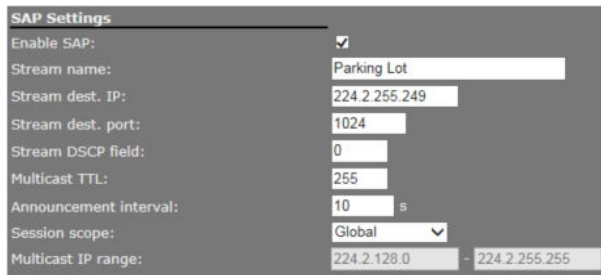 SAP Settings
Enable SAP:
Stream name: Parking Lot
Stream dest. IP: 224.2.255.249
Stream dest. port: 1024
Stream DSCP field: 0
Multicast TTL: 255
Announcement interval: 10 s
Session scope: Global
Multicast IP range: 224.2.128.0 - 224.2.255.255